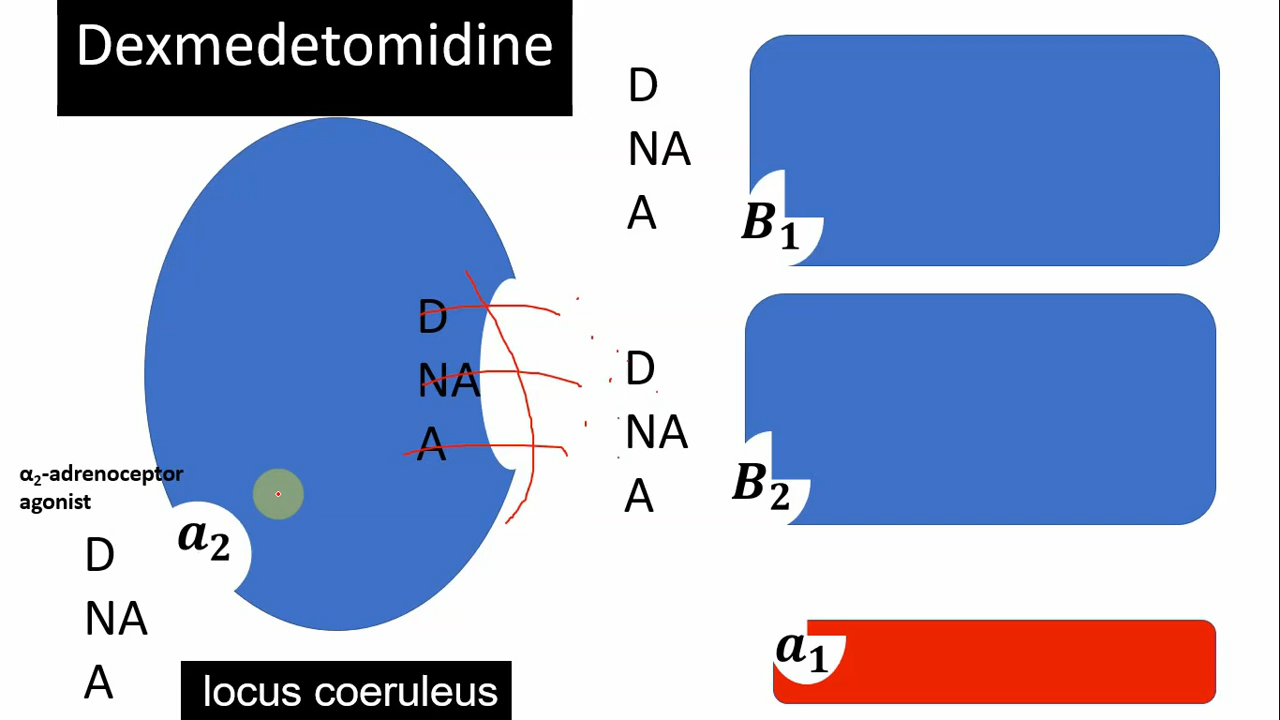 Dexmedetomidine
D
NA
A
B₁
D
NA
A
D
NA
A
B₂
α₂-adrenoceptor
agonist
a₂
D
NA
A
a₁
locus coeruleus